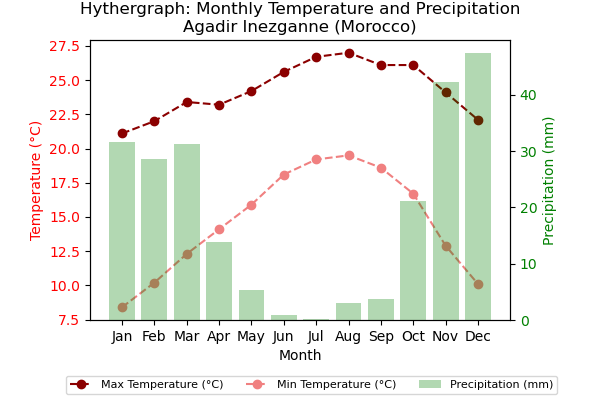 Hythergraph: Monthly Temperature and Precipitation
Agadir Inezganne (Morocco)
Temperature (°C)
27.5
25.0
22.5
20.0
17.5
15.0
12.5
10.0
7.5
40
30
20
10
0
Precipitation (mm)
Jan Feb Mar Apr May Jun Jul Aug Sep Oct Nov Dec
Month
Max Temperature (°C) Min Temperature (°C) Precipitation (mm)